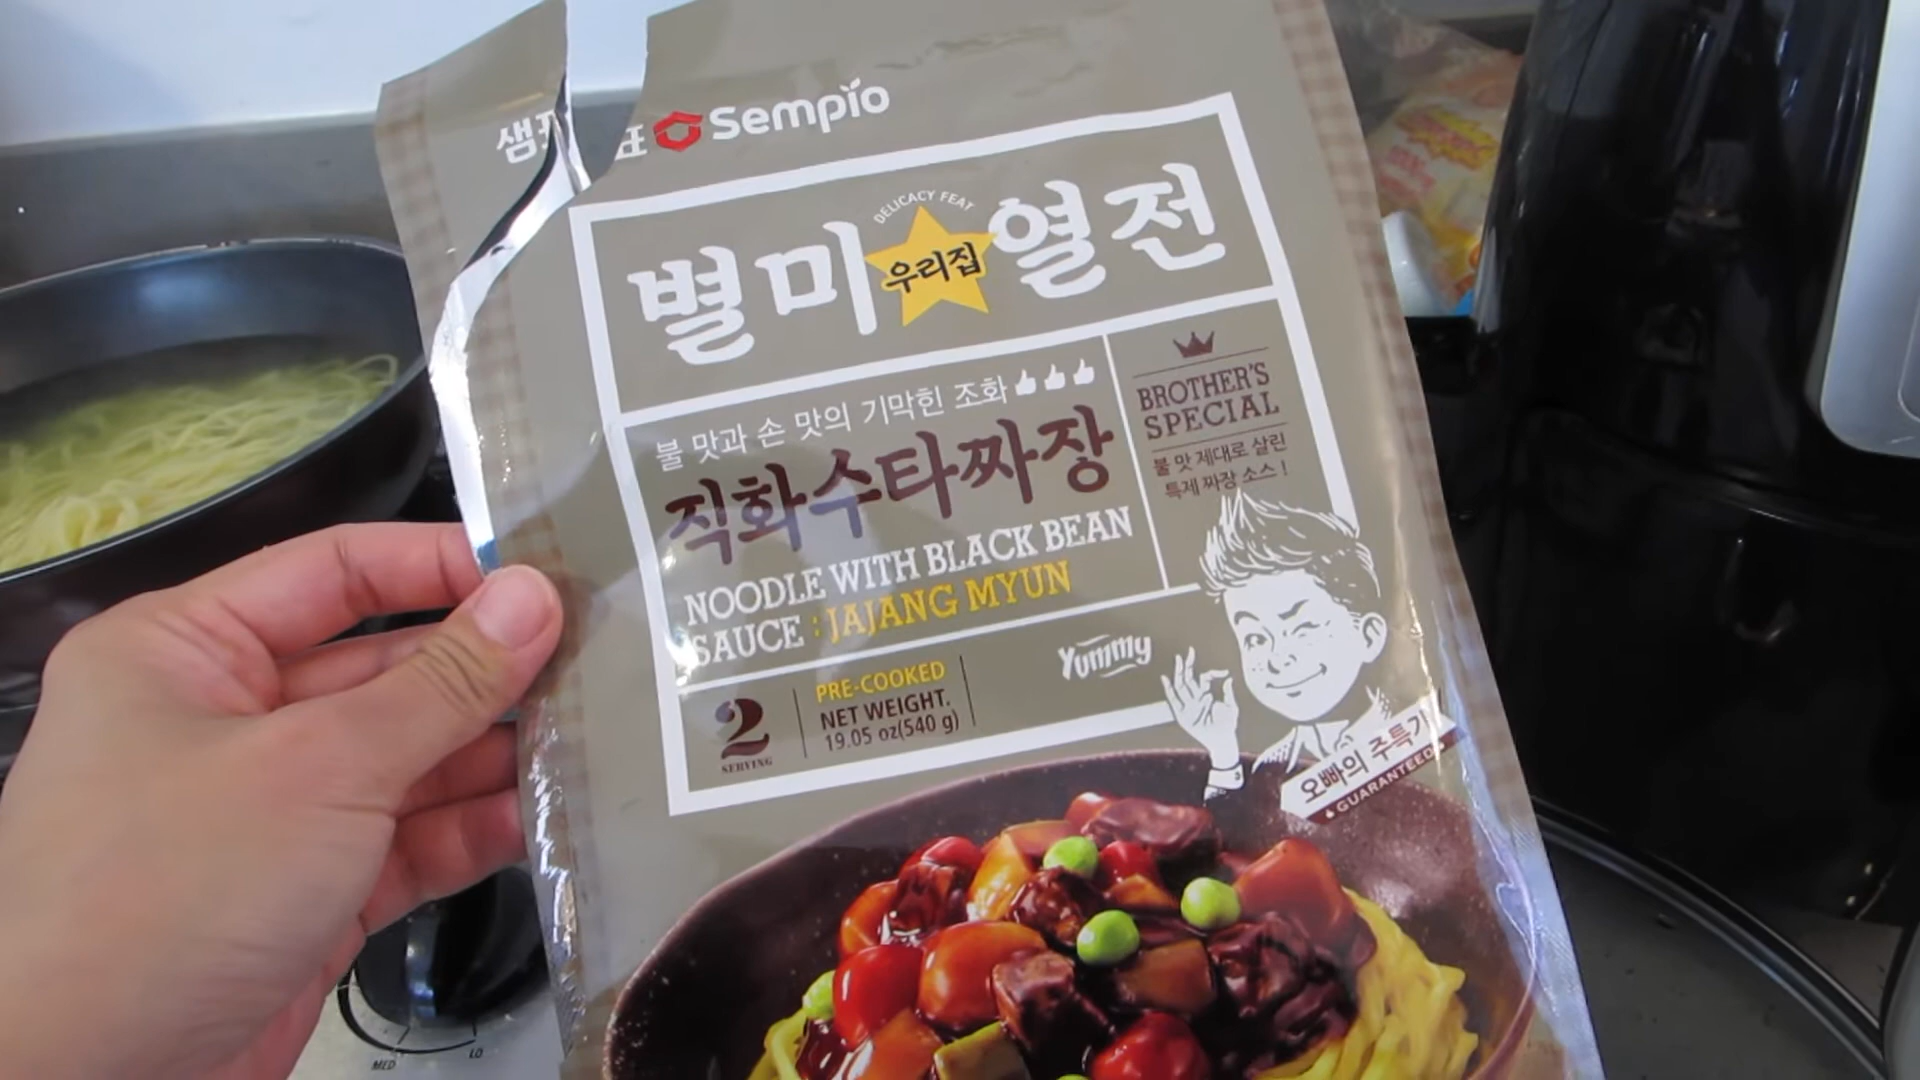 샘표 Sempio
DELICACY FEAT
별미 우리집 열전
불 맛과 손 맛의 기막힌 조화
직화수타짜장
NOODLE WITH BLACK BEAN
SAUCE : JAJANG MYUN
BROTHER'S
SPECIAL
불 맛 제대로 살린
특제 짜장 소스!
2
SERVING
PRE-COOKED
NET WEIGHT.
19.05 oz(540 g)
Yummy
오빠의 주특기
GUARANTEED
MED
LO